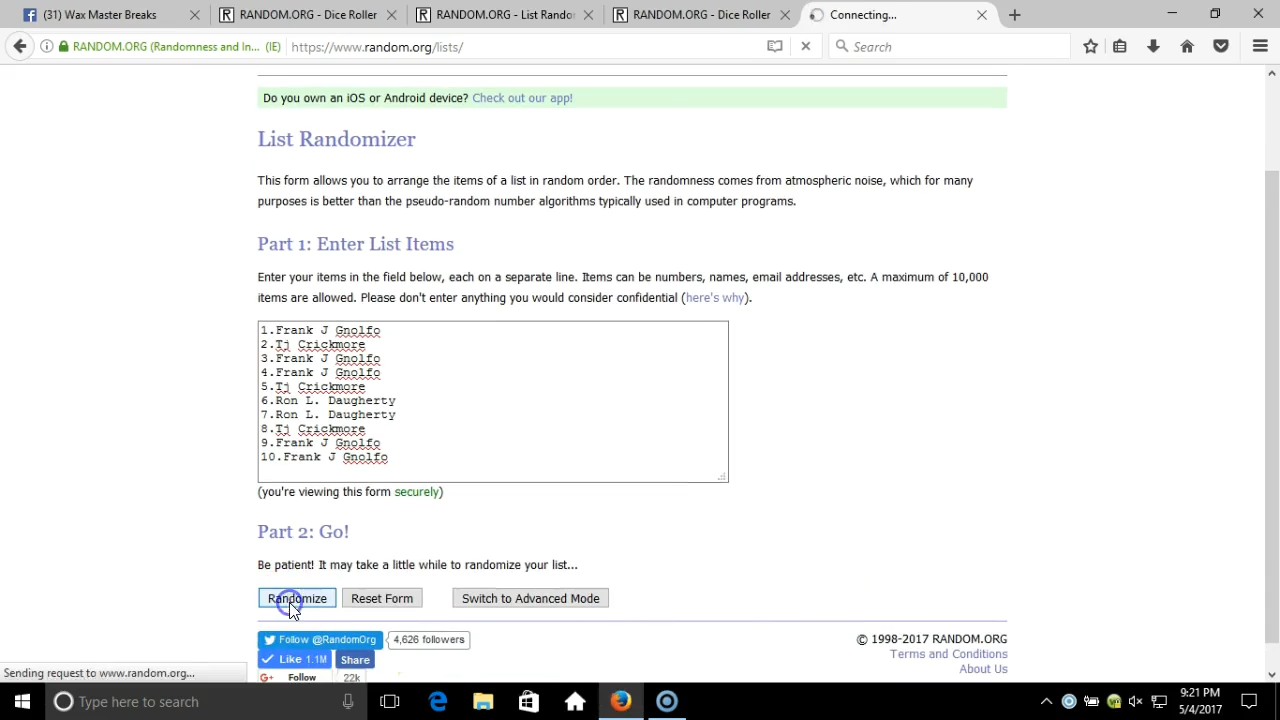 (31) Wax Master Breaks
RANDOM.ORG - Dice Roller
RANDOM.ORG - List Rando
RANDOM.ORG - Dice Roller
Connecting...
RANDOM.ORG (Randomness and In... (IE)
https://www.random.org/lists/
Search
Do you own an iOS or Android device? Check out our app!
List Randomizer
This form allows you to arrange the items of a list in random order. The randomness comes from atmospheric noise, which for many
purposes is better than the pseudo-random number algorithms typically used in computer programs.
Part 1: Enter List Items
Enter your items in the field below, each on a separate line. Items can be numbers, names, email addresses, etc. A maximum of 10,000
items are allowed. Please don't enter anything you would consider confidential (here's why).
1.Frank J Gnolfo
2.Tj Crickmore
3.Frank J Gnolfo
4.Frank J Gnolfo
5.Tj Crickmore
6.Ron L. Daugherty
7.Ron L. Daugherty
8.Tj Crickmore
9.Frank J Gnolfo
10.Frank J Gnolfo
(you're viewing this form securely)
Part 2: Go!
Be patient! It may take a little while to randomize your list...
Randomize
Reset Form
Switch to Advanced Mode
Follow @RandomOrg
4,626 followers
© 1998-2017 RANDOM.ORG
Like 1.1M
Share
Terms and Conditions
G+ Follow
22k
About Us
Sending request to www.random.org...
Type here to search
9:21 PM
5/4/2017